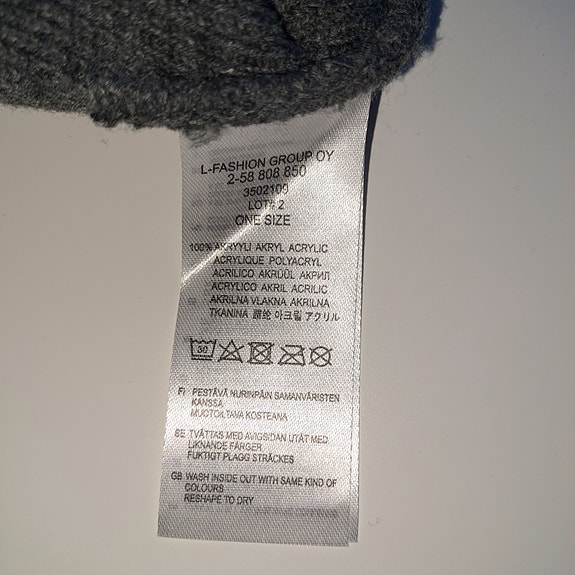 L-FASHION GROUP OY
2-58 808 850
3502109
LOT# 2
ONE SIZE
100% AKRYYLI AKRYL ACRYLIC
ACRYLIQUE POLYACRYL
ACRILICO AKRÜÜL АКРИЛ
ACRYLICO AKRIL ACRILIC
AKRILNA VLAKNA AKRILNA
TKANINA 腈纶 아크릴 アクリル
30
FI PESTÄVÄ NURINPÄIN SAMANVÄRISTEN
KANSSA
MUOTOILTAVA KOSTEANA
SE TVÄTTAS MED AVIGSIDAN UTÅT MED
LIKNANDE FÄRGER
FUKTIGT PLAGG STRÄCKES
GB WASH INSIDE OUT WITH SAME KIND OF
COLOURS
RESHAPE TO DRY